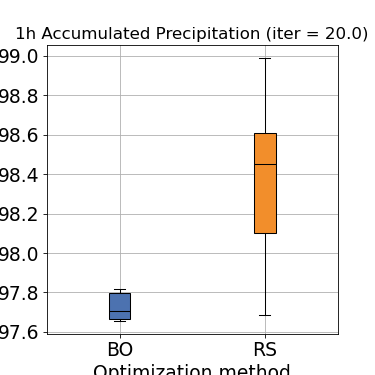 1h Accumulated Precipitation (iter = 20.0)
99.0
98.8
98.6
98.4
98.2
98.0
97.8
97.6
BO RS
Optimization method